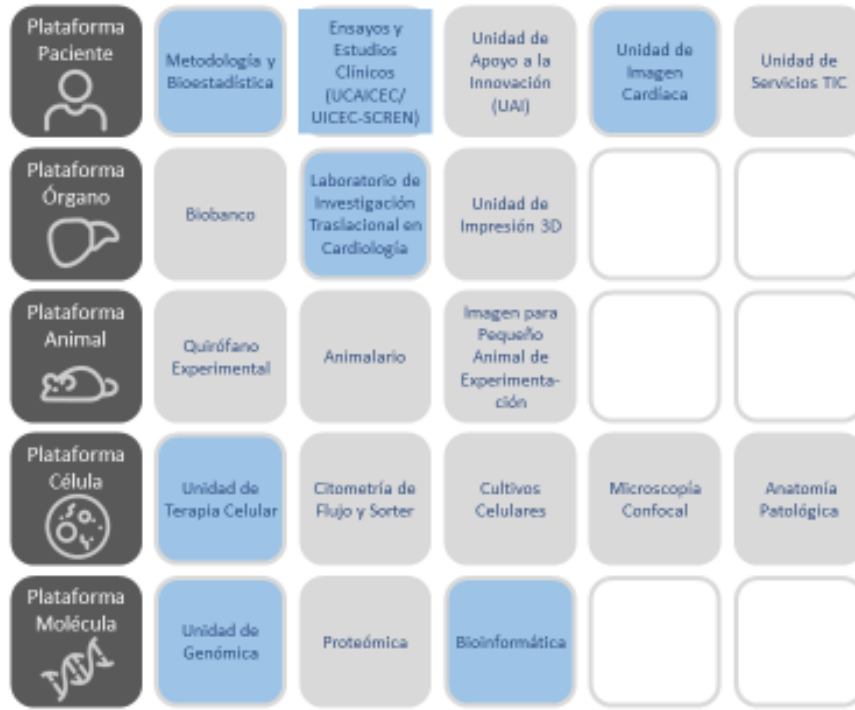 Plataforma
Paciente
Metodología y
Bioestadística
Ensayos y
Estudios
Clínicos
(UCAICEC/
UICEC-SCREN)
Unidad de
Apoyo a la
Innovación
(UAI)
Unidad de
Imagen
Cardíaca
Unidad de
Servicios TIC
Plataforma
Órgano
Biobanco
Laboratorio de
Investigación
Traslacional en
Cardiología
Unidad de
Impresión 3D
Plataforma
Animal
Quirófano
Experimental
Animalario
Imagen para
Pequeño
Animal de
Experimenta-
ción
Plataforma
Célula
Unidad de
Terapia Celular
Citometría de
Flujo y Sorter
Cultivos
Celulares
Microscopía
Confocal
Anatomía
Patológica
Plataforma
Molécula
Unidad de
Genómica
Proteómica
Bioinformática